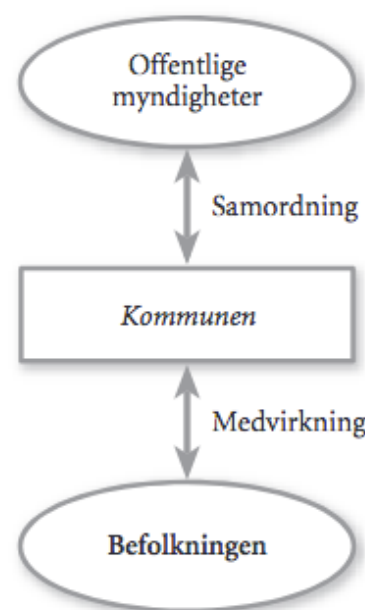 Offentlige
myndigheter
Samordning
Kommunen
Medvirkning
Befolkningen